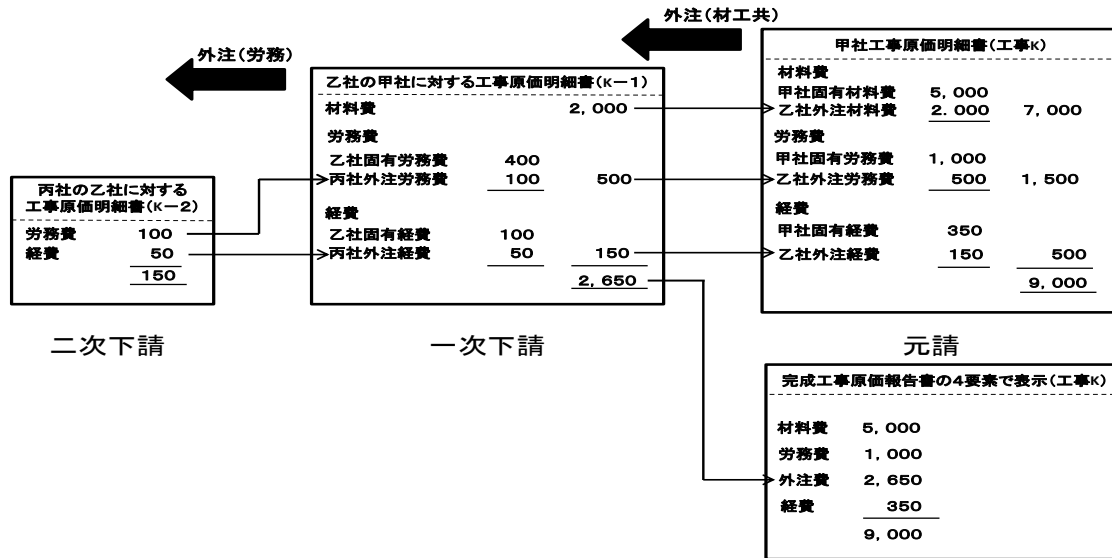 外注(材工共)
外注(労務)
丙社の乙社に対する
工事原価明細書(K-2)
労務費 100
経費 50
150
二次下請
乙社の甲社に対する工事原価明細書(K-1)
材料費 2,000
労務費
乙社固有労務費 400
丙社外注労務費 100 500
経費
乙社固有経費 100
丙社外注経費 50 150
2,650
一次下請
甲社工事原価明細書(工事K)
材料費
甲社固有材料費 5,000
乙社外注材料費 2.000 7,000
労務費
甲社固有労務費 1,000
乙社外注労務費 500 1,500
経費
甲社固有経費 350
乙社外注経費 150 500
9,000
元請
完成工事原価報告書の4要素で表示(工事K)
材料費 5,000
労務費 1,000
外注費 2,650
経費 350
9,000